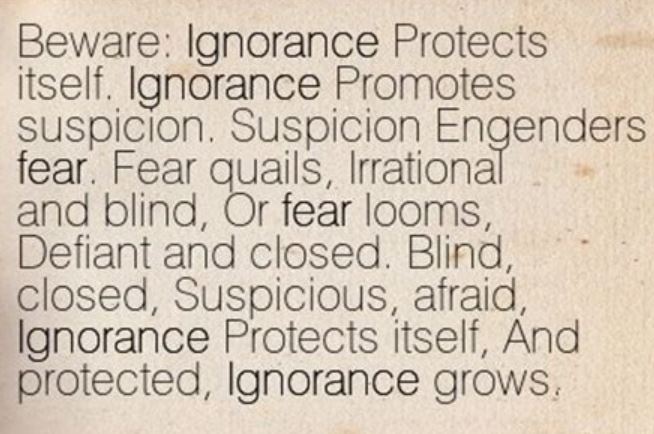 Beware: Ignorance Protects
itself. Ignorance Promotes
suspicion. Suspicion Engenders
fear. Fear quails, Irrational
and blind, Or fear looms,
Defiant and closed. Blind,
closed, Suspicious, afraid,
Ignorance Protects itself, And
protected, Ignorance grows.